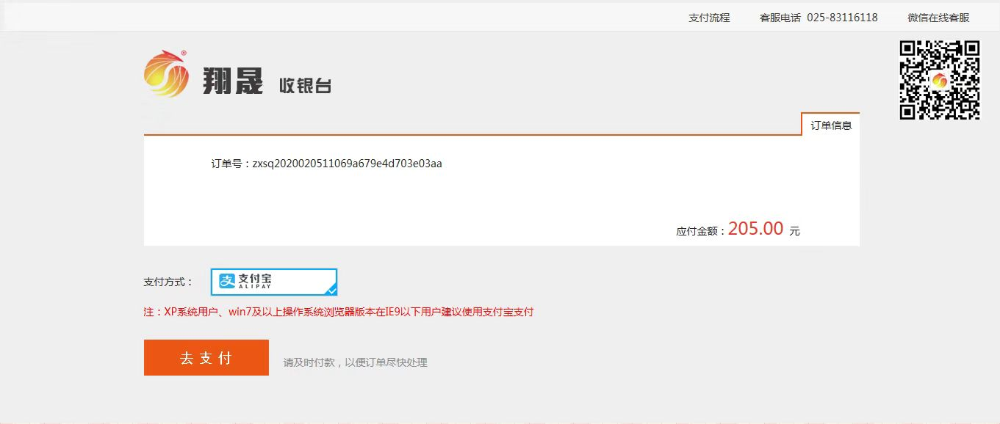 支付流程 客服电话 025-83116118 微信在线客服
翔晟 收银台
订单信息
订单号：zxsq2020020511069a679e4d703e03aa
应付金额：205.00 元
支付方式： 支付宝
ALIPAY
注：XP系统用户、win7及以上操作系统浏览器版本在IE9以下用户建议使用支付宝支付
去支付 请及时付款，以便订单尽快处理